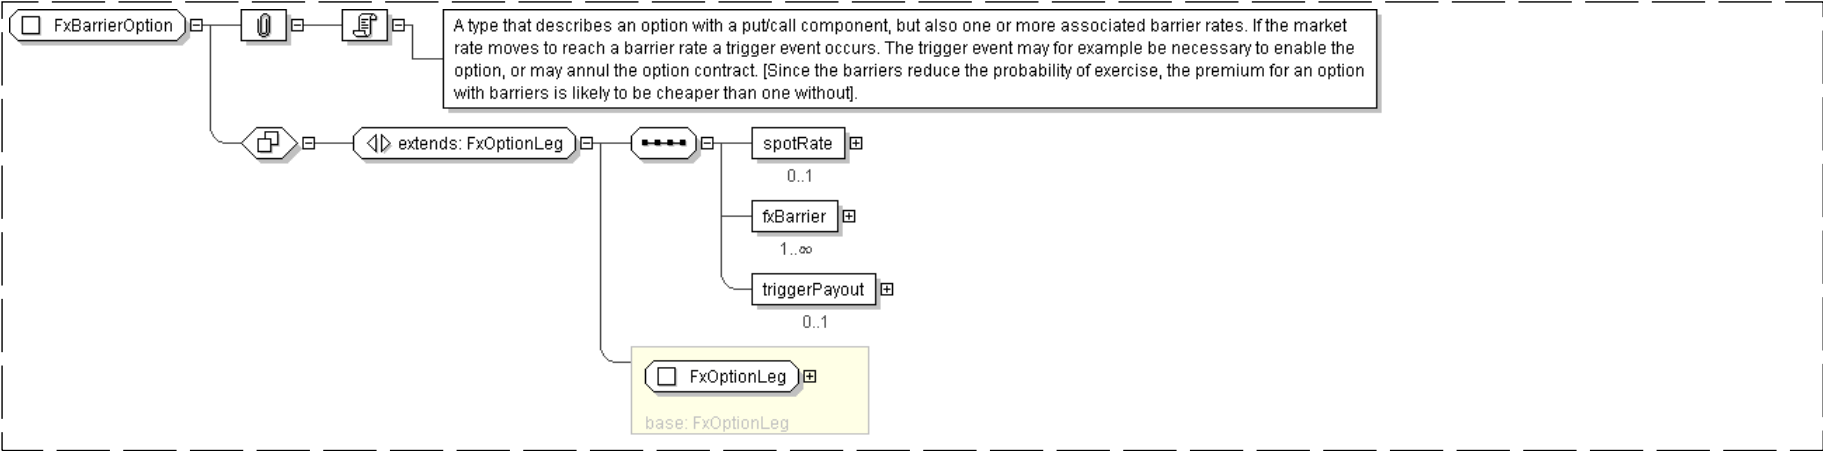 FxBarrierOption
A type that describes an option with a put/call component, but also one or more associated barrier rates. If the market
rate moves to reach a barrier rate a trigger event occurs. The trigger event may for example be necessary to enable the
option, or may annul the option contract. [Since the barriers reduce the probability of exercise, the premium for an option
with barriers is likely to be cheaper than one without].
extends: FxOptionLeg
spotRate
0..1
fxBarrier
1..∞
triggerPayout
0..1
FxOptionLeg
base: FxOptionLeg